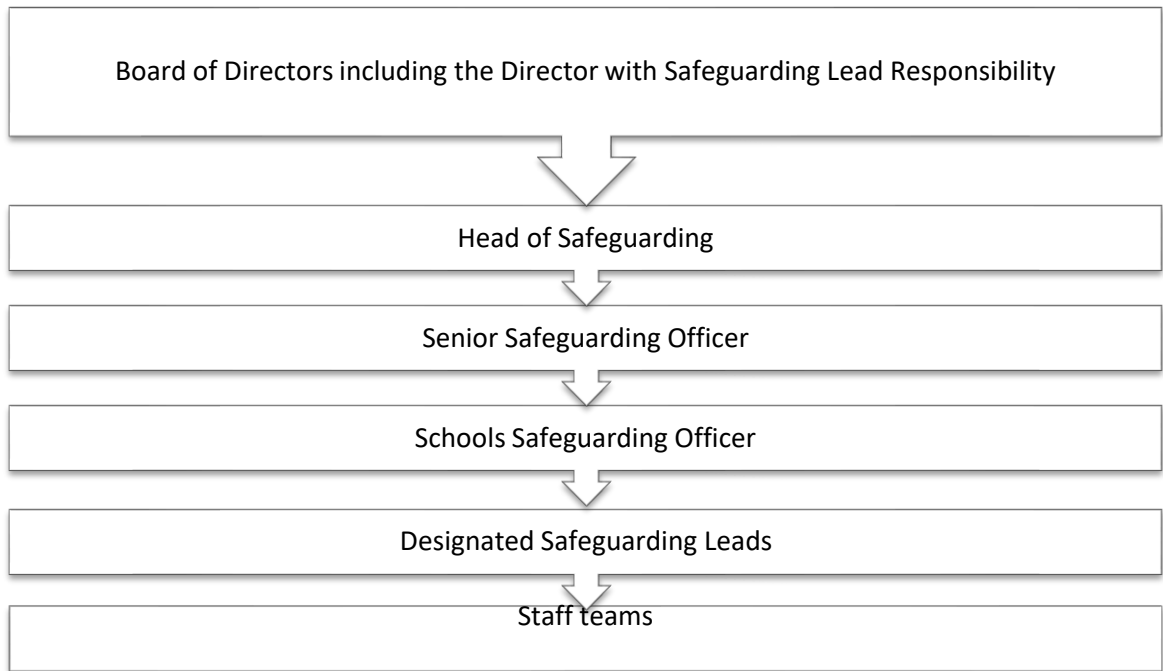 Board of Directors including the Director with Safeguarding Lead Responsibility
Head of Safeguarding
Senior Safeguarding Officer
Schools Safeguarding Officer
Designated Safeguarding Leads
Staff teams